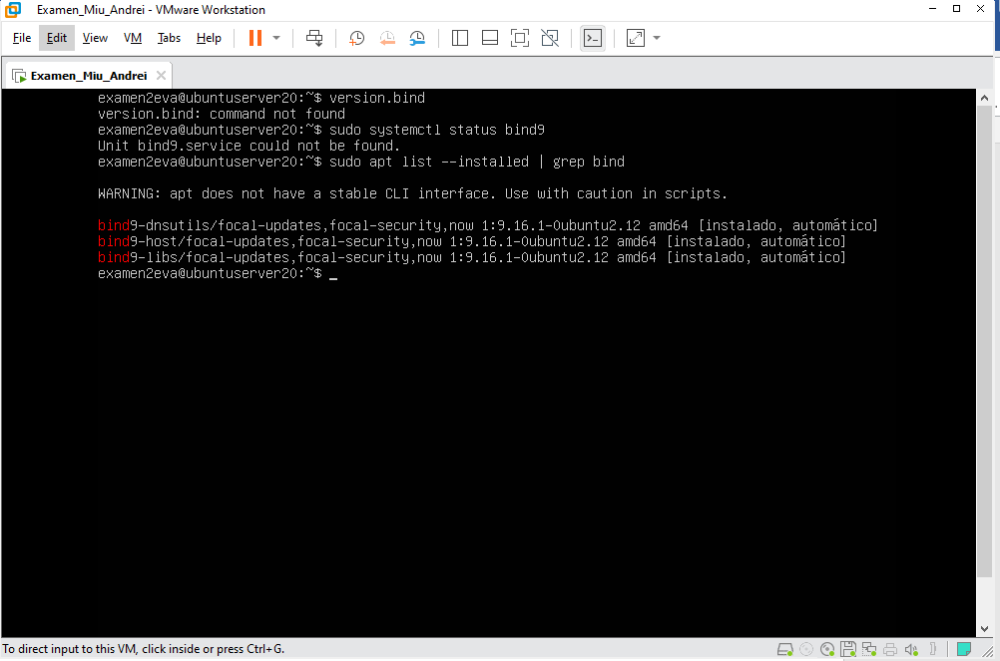 Examen_Miu_Andrei - VMware Workstation
File Edit View VM Tabs Help
Examen_Miu_Andrei
examen2eva@ubuntuserver20:~$ version.bind
version.bind: command not found
examen2eva@ubuntuserver20:~$ sudo systemctl status bind9
Unit bind9.service could not be found.
examen2eva@ubuntuserver20:~$ sudo apt list --installed | grep bind
WARNING: apt does not have a stable CLI interface. Use with caution in scripts.
bind9-dnsutils/focal-updates,focal-security,now 1:9.16.1-0ubuntu2.12 amd64 [instalado, automático]
bind9-host/focal-updates,focal-security,now 1:9.16.1-0ubuntu2.12 amd64 [instalado, automático]
bind9-libs/focal-updates,focal-security,now 1:9.16.1-0ubuntu2.12 amd64 [instalado, automático]
examen2eva@ubuntuserver20:~$ _
To direct input to this VM, click inside or press Ctrl+G.